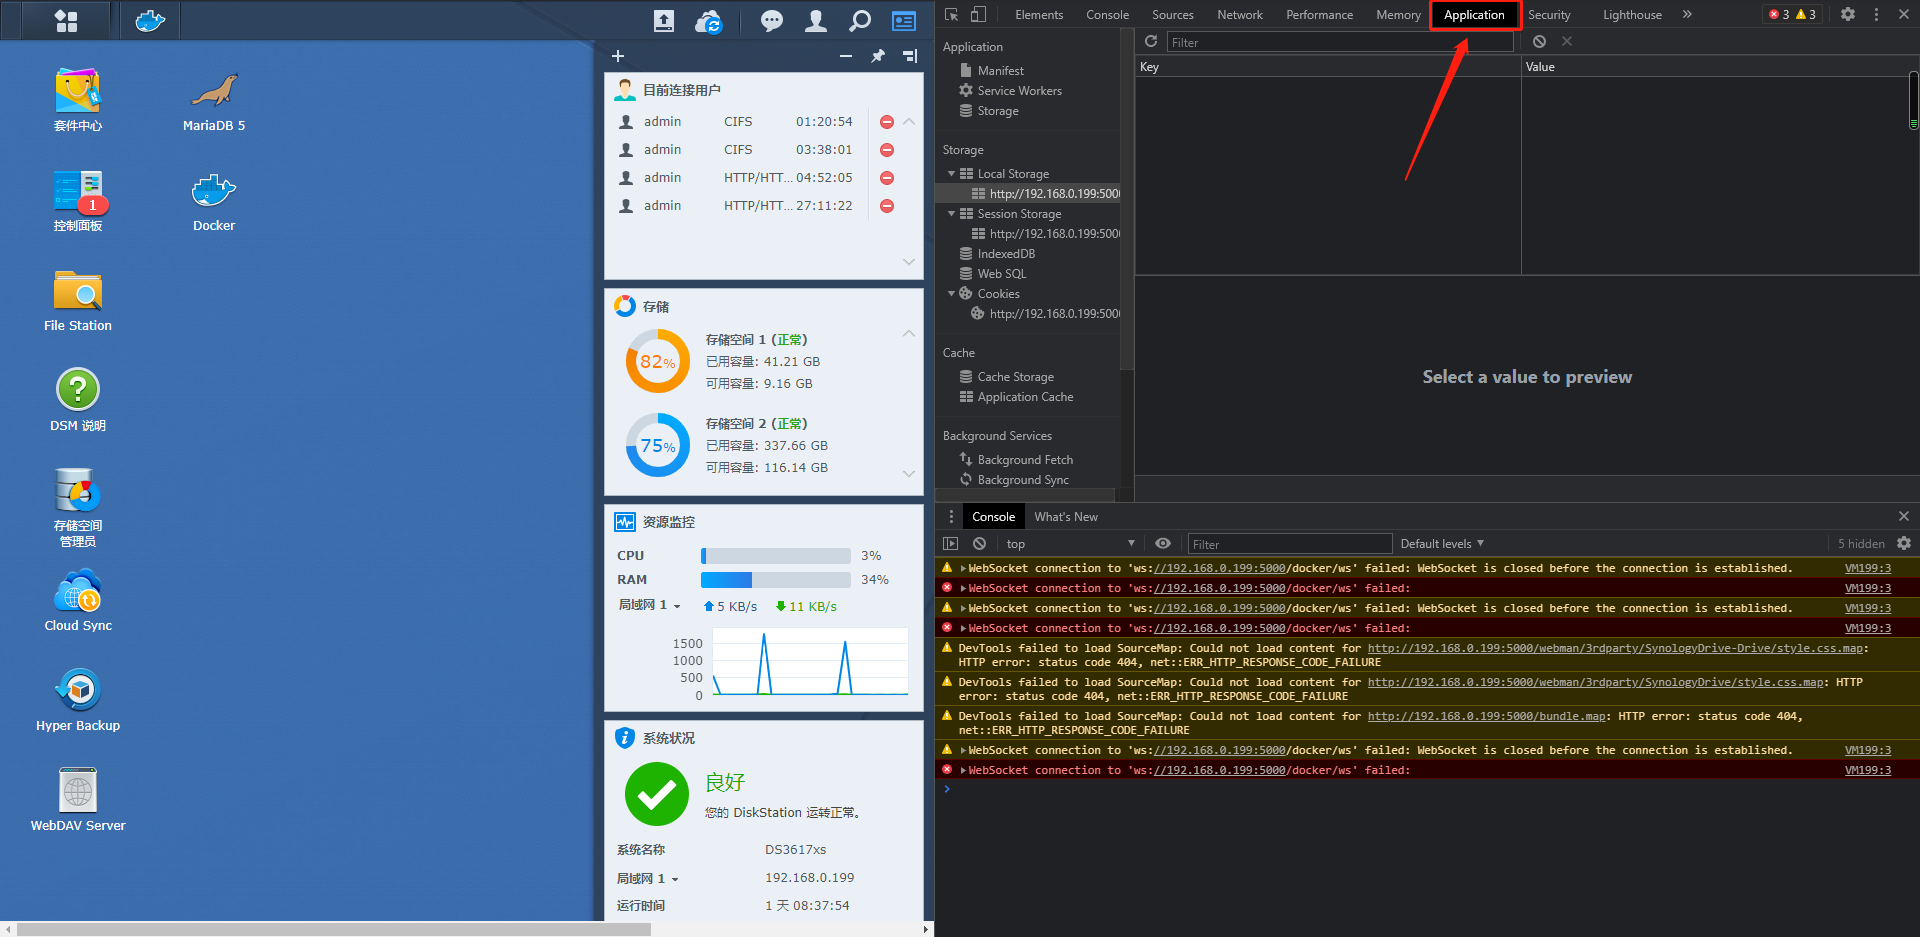 套件中心
MariaDB 5
1
控制面板
Docker
File Station
DSM 说明
存储空间
管理员
Cloud Sync
Hyper Backup
WebDAV Server
目前连接用户
admin CIFS 01:20:54
admin CIFS 03:38:01
admin HTTP/HTT... 04:52:05
admin HTTP/HTT... 27:11:22
存储
82%
存储空间 1 (正常)
已用容量: 41.21 GB
可用容量: 9.16 GB
75%
存储空间 2 (正常)
已用容量: 337.66 GB
可用容量: 116.14 GB
资源监控
CPU 3%
RAM 34%
局域网 1 5 KB/s 11 KB/s
1500
1000
500
0
系统状况
良好
您的 DiskStation 运转正常。
系统名称 DS3617xs
局域网 1 192.168.0.199
运行时间 1 天 08:37:54
Elements Console Sources Network Performance Memory Application Security Lighthouse » 3 3
Application
Manifest
Service Workers
Storage
Storage
Local Storage
http://192.168.0.199:5000
Session Storage
http://192.168.0.199:5000
IndexedDB
Web SQL
Cookies
http://192.168.0.199:5000
Cache
Cache Storage
Application Cache
Background Services
Background Fetch
Background Sync
Filter
Key Value
Select a value to preview
Console What's New
top Filter Default levels 5 hidden
WebSocket connection to 'ws://192.168.0.199:5000/docker/ws' failed: WebSocket is closed before the connection is established. VM199:3
WebSocket connection to 'ws://192.168.0.199:5000/docker/ws' failed: VM199:3
WebSocket connection to 'ws://192.168.0.199:5000/docker/ws' failed: WebSocket is closed before the connection is established. VM199:3
WebSocket connection to 'ws://192.168.0.199:5000/docker/ws' failed: VM199:3
DevTools failed to load SourceMap: Could not load content for http://192.168.0.199:5000/webman/3rdparty/SynologyDrive-Drive/style.css.map:
HTTP error: status code 404, net::ERR_HTTP_RESPONSE_CODE_FAILURE
DevTools failed to load SourceMap: Could not load content for http://192.168.0.199:5000/webman/3rdparty/SynologyDrive/style.css.map: HTTP
error: status code 404, net::ERR_HTTP_RESPONSE_CODE_FAILURE
DevTools failed to load SourceMap: Could not load content for http://192.168.0.199:5000/bundle.map: HTTP error: status code 404,
net::ERR_HTTP_RESPONSE_CODE_FAILURE
WebSocket connection to 'ws://192.168.0.199:5000/docker/ws' failed: WebSocket is closed before the connection is established. VM199:3
WebSocket connection to 'ws://192.168.0.199:5000/docker/ws' failed: VM199:3